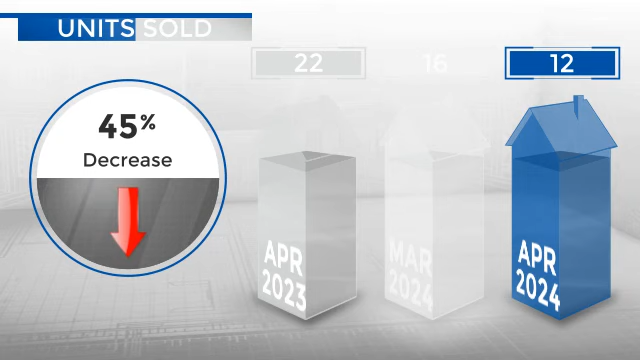 UNITS SOLD
22
16
12
45%
Decrease
APR
2023
MAR
2024
APR
2024